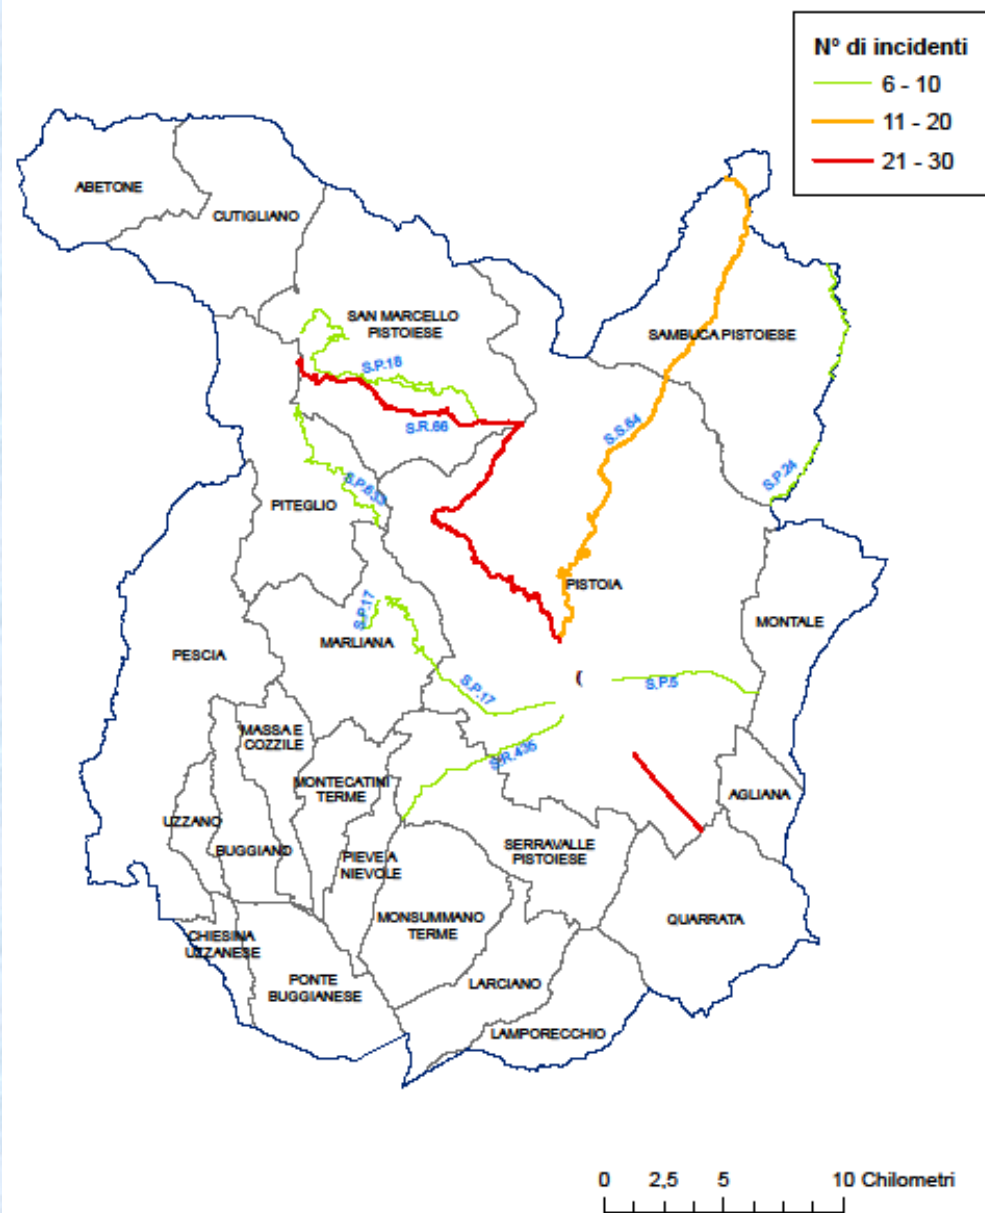 N° di incidenti
6 - 10
11 - 20
21 - 30
ABETONE
CUTIGLIANO
SAN MARCELLO
PISTOIESE
SAMBUCA PISTOIESE
S.P.18
S.R.66
S.S.64
S.P.24
S.P.633
PITEGLIO
PISTOIA
MONTALE
S.P.17
MARLIANA
PESCIA
S.P.17
S.P.5
(
MASSA E
COZZILE
S.R.435
MONTECATINI
TERME
AGLIANA
UZZANO
BUGGIANO
PIEVE A
NIEVOLE
SERRAVALLE
PISTOIESE
MONSUMMANO
TERME
QUARRATA
CHIESINA
UZZANESE
PONTE
BUGGIANESE
LARCIANO
LAMPORECCHIO
0 2,5 5 10 Chilometri